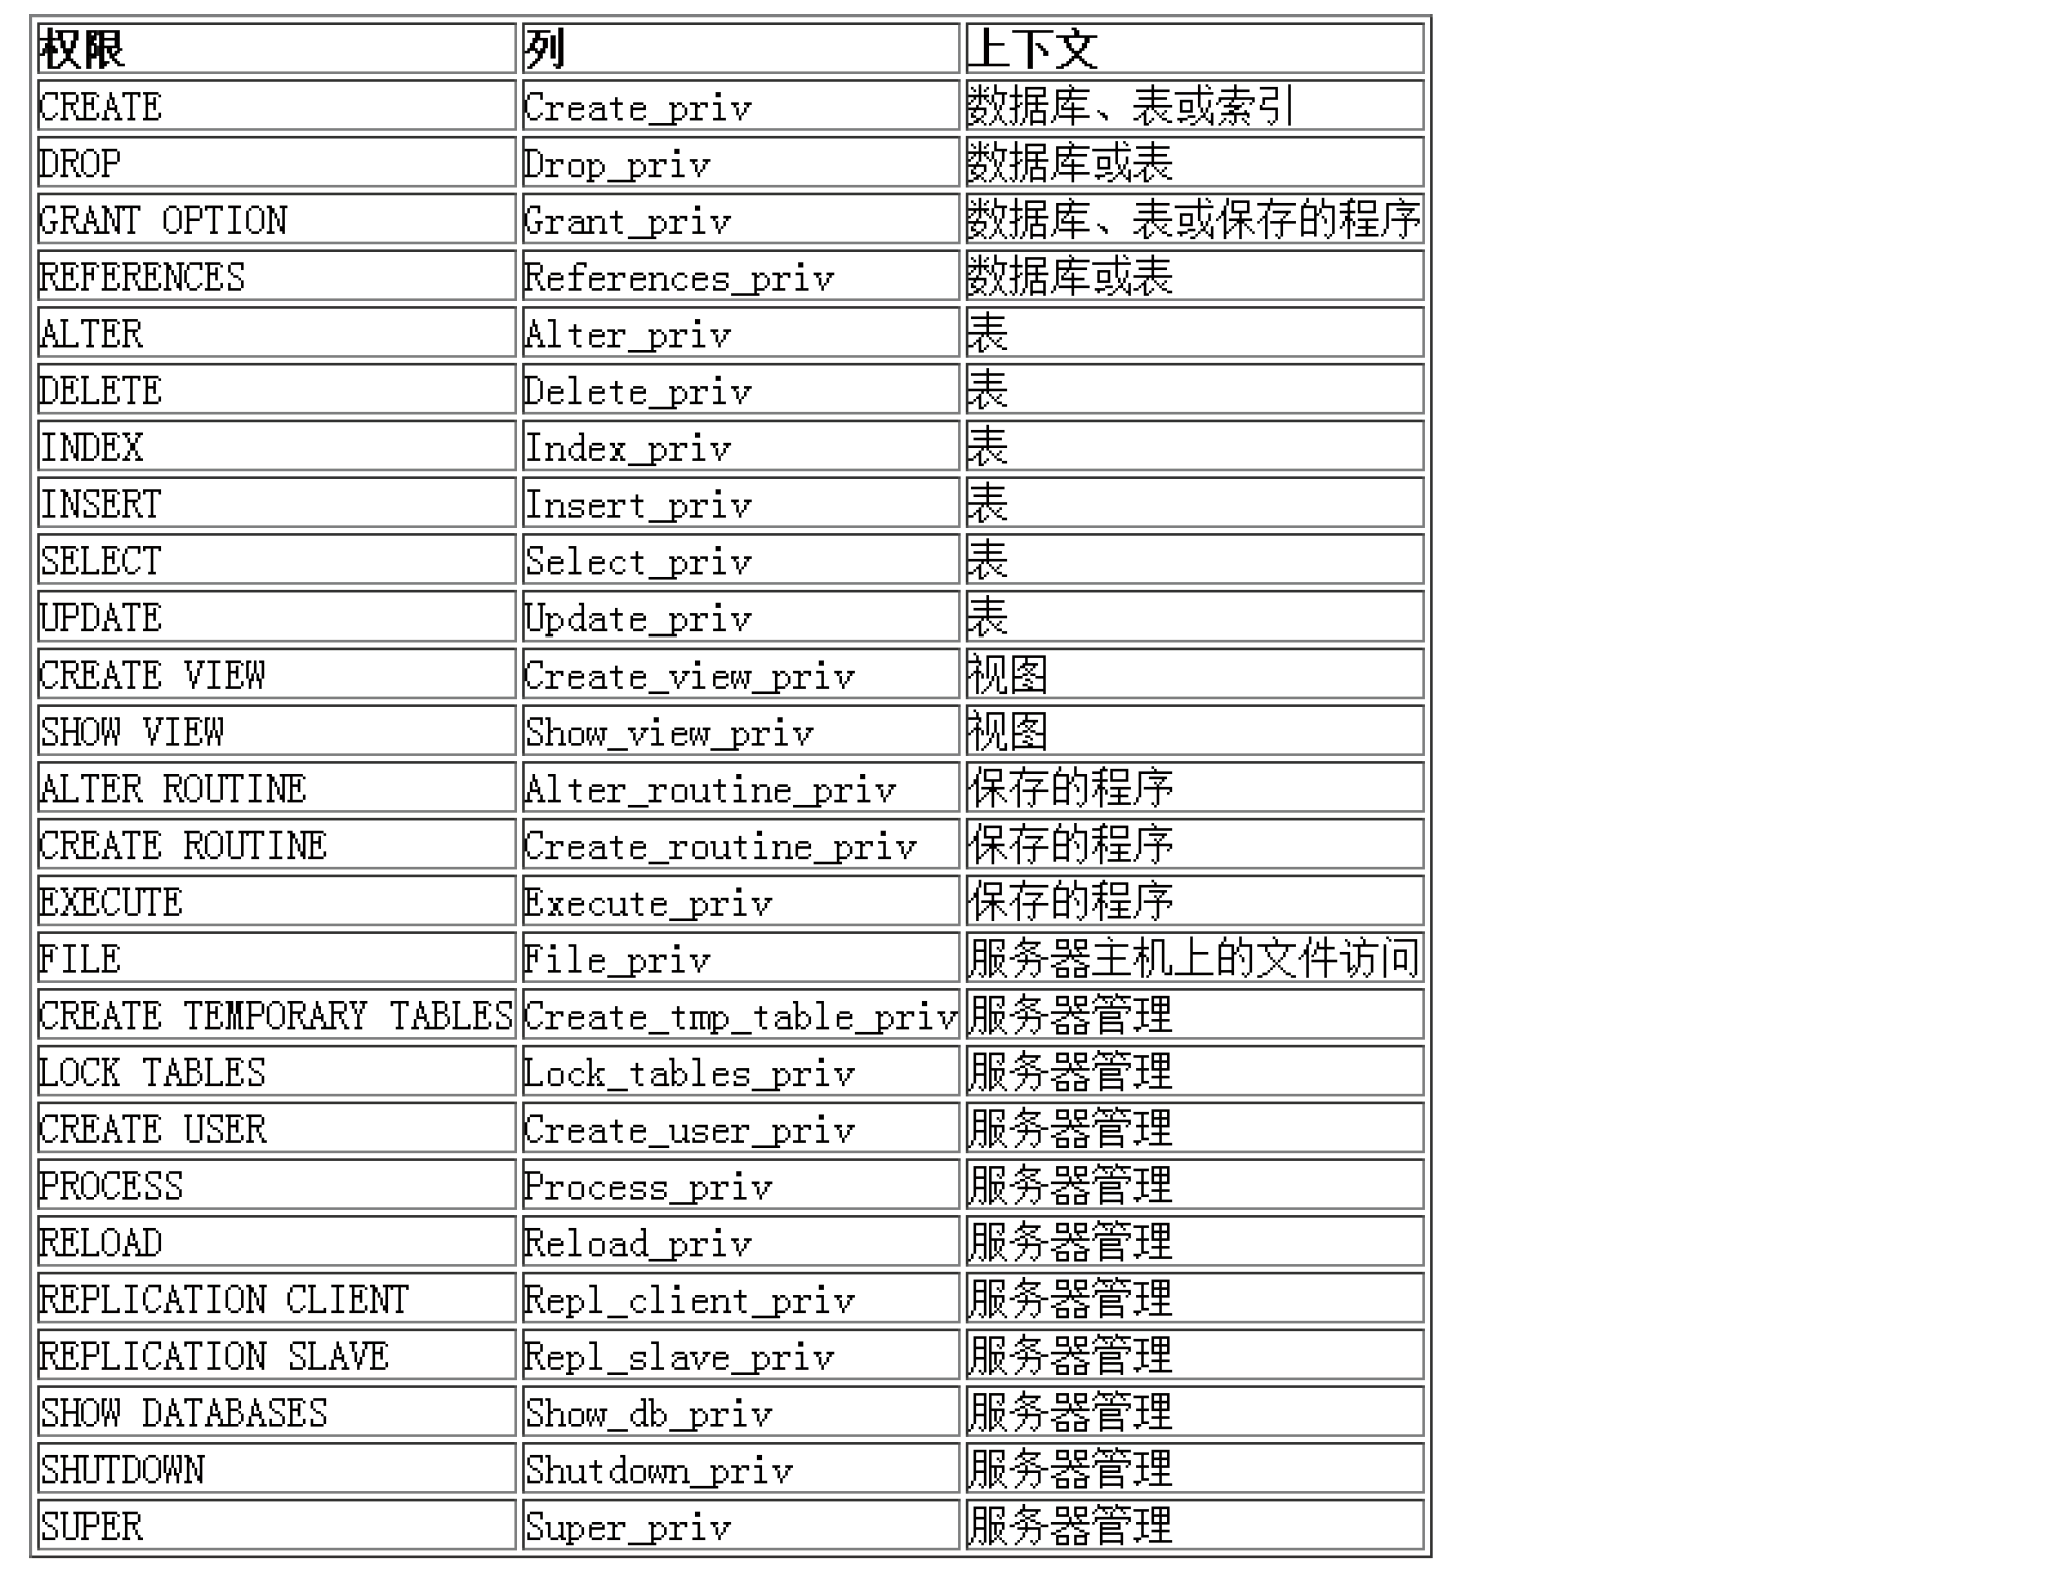 权限 列 上下文
CREATE Create_priv 数据库、表或索引
DROP Drop_priv 数据库或表
GRANT OPTION Grant_priv 数据库、表或保存的程序
REFERENCES References_priv 数据库或表
ALTER Alter_priv 表
DELETE Delete_priv 表
INDEX Index_priv 表
INSERT Insert_priv 表
SELECT Select_priv 表
UPDATE Update_priv 表
CREATE VIEW Create_view_priv 视图
SHOW VIEW Show_view_priv 视图
ALTER ROUTINE Alter_routine_priv 保存的程序
CREATE ROUTINE Create_routine_priv 保存的程序
EXECUTE Execute_priv 保存的程序
FILE File_priv 服务器主机上的文件访问
CREATE TEMPORARY TABLES Create_tmp_table_priv 服务器管理
LOCK TABLES Lock_tables_priv 服务器管理
CREATE USER Create_user_priv 服务器管理
PROCESS Process_priv 服务器管理
RELOAD Reload_priv 服务器管理
REPLICATION CLIENT Repl_client_priv 服务器管理
REPLICATION SLAVE Repl_slave_priv 服务器管理
SHOW DATABASES Show_db_priv 服务器管理
SHUTDOWN Shutdown_priv 服务器管理
SUPER Super_priv 服务器管理